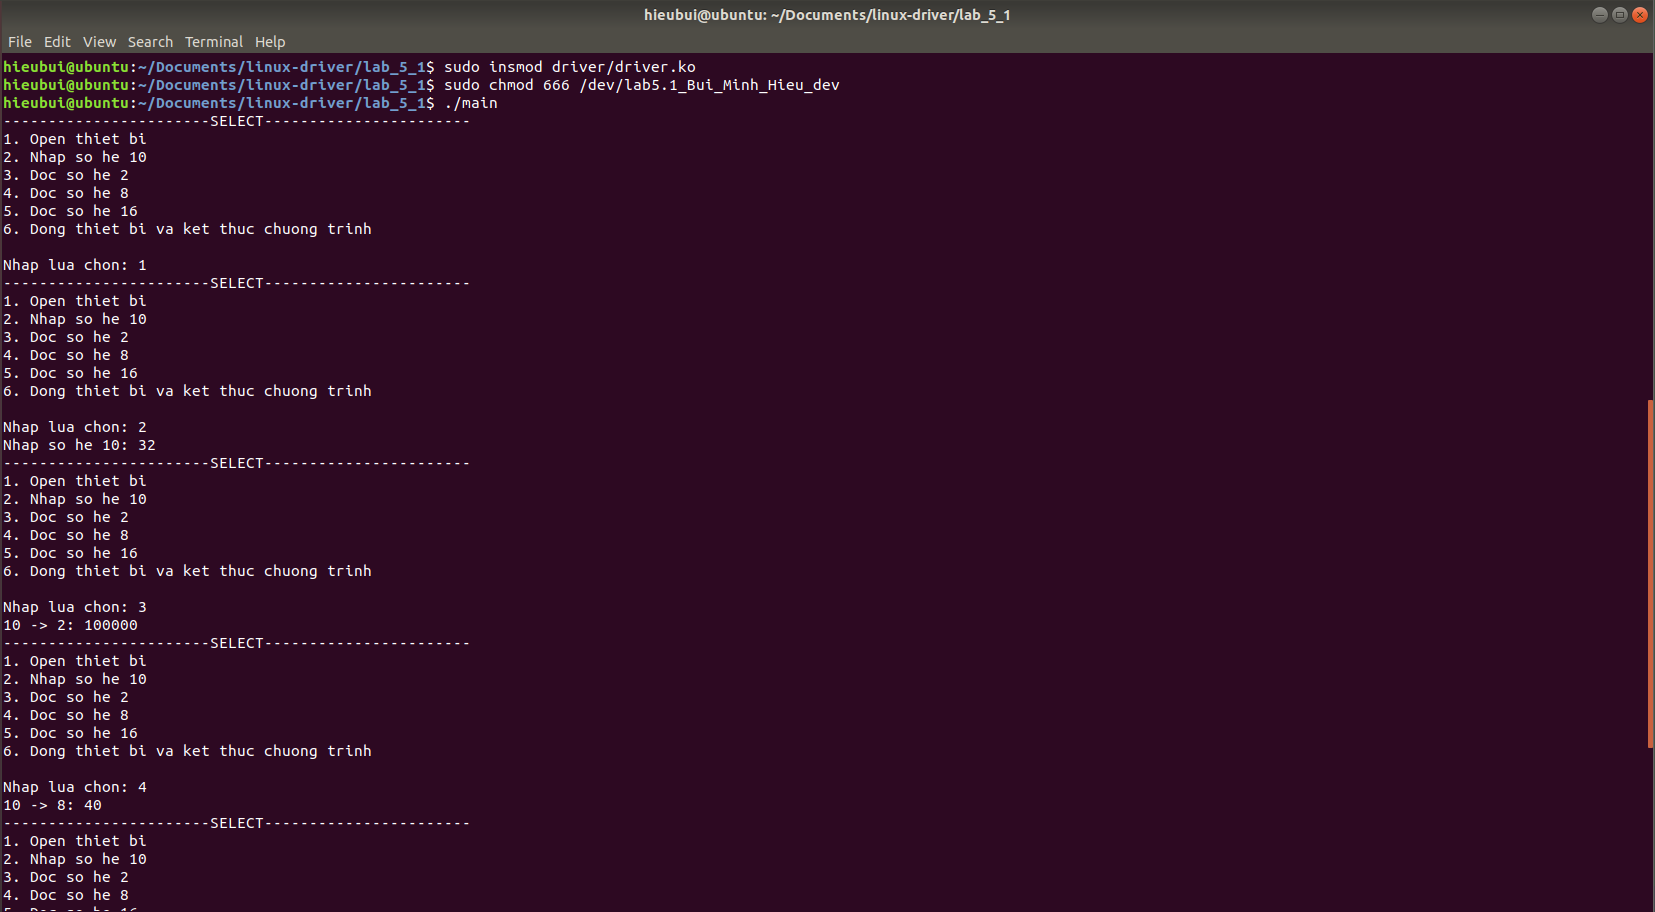 hieubui@ubuntu: ~/Documents/linux-driver/lab_5_1
File Edit View Search Terminal Help
hieubui@ubuntu:~/Documents/linux-driver/lab_5_1$ sudo insmod driver/driver.ko
hieubui@ubuntu:~/Documents/linux-driver/lab_5_1$ sudo chmod 666 /dev/lab5.1_Bui_Minh_Hieu_dev
hieubui@ubuntu:~/Documents/linux-driver/lab_5_1$ ./main
-----------------------SELECT-----------------------
1. Open thiet bi
2. Nhap so he 10
3. Doc so he 2
4. Doc so he 8
5. Doc so he 16
6. Dong thiet bi va ket thuc chuong trinh
Nhap lua chon: 1
-----------------------SELECT-----------------------
1. Open thiet bi
2. Nhap so he 10
3. Doc so he 2
4. Doc so he 8
5. Doc so he 16
6. Dong thiet bi va ket thuc chuong trinh
Nhap lua chon: 2
Nhap so he 10: 32
-----------------------SELECT-----------------------
1. Open thiet bi
2. Nhap so he 10
3. Doc so he 2
4. Doc so he 8
5. Doc so he 16
6. Dong thiet bi va ket thuc chuong trinh
Nhap lua chon: 3
10 -> 2: 100000
-----------------------SELECT-----------------------
1. Open thiet bi
2. Nhap so he 10
3. Doc so he 2
4. Doc so he 8
5. Doc so he 16
6. Dong thiet bi va ket thuc chuong trinh
Nhap lua chon: 4
10 -> 8: 40
-----------------------SELECT-----------------------
1. Open thiet bi
2. Nhap so he 10
3. Doc so he 2
4. Doc so he 8
5. Doc so he 16